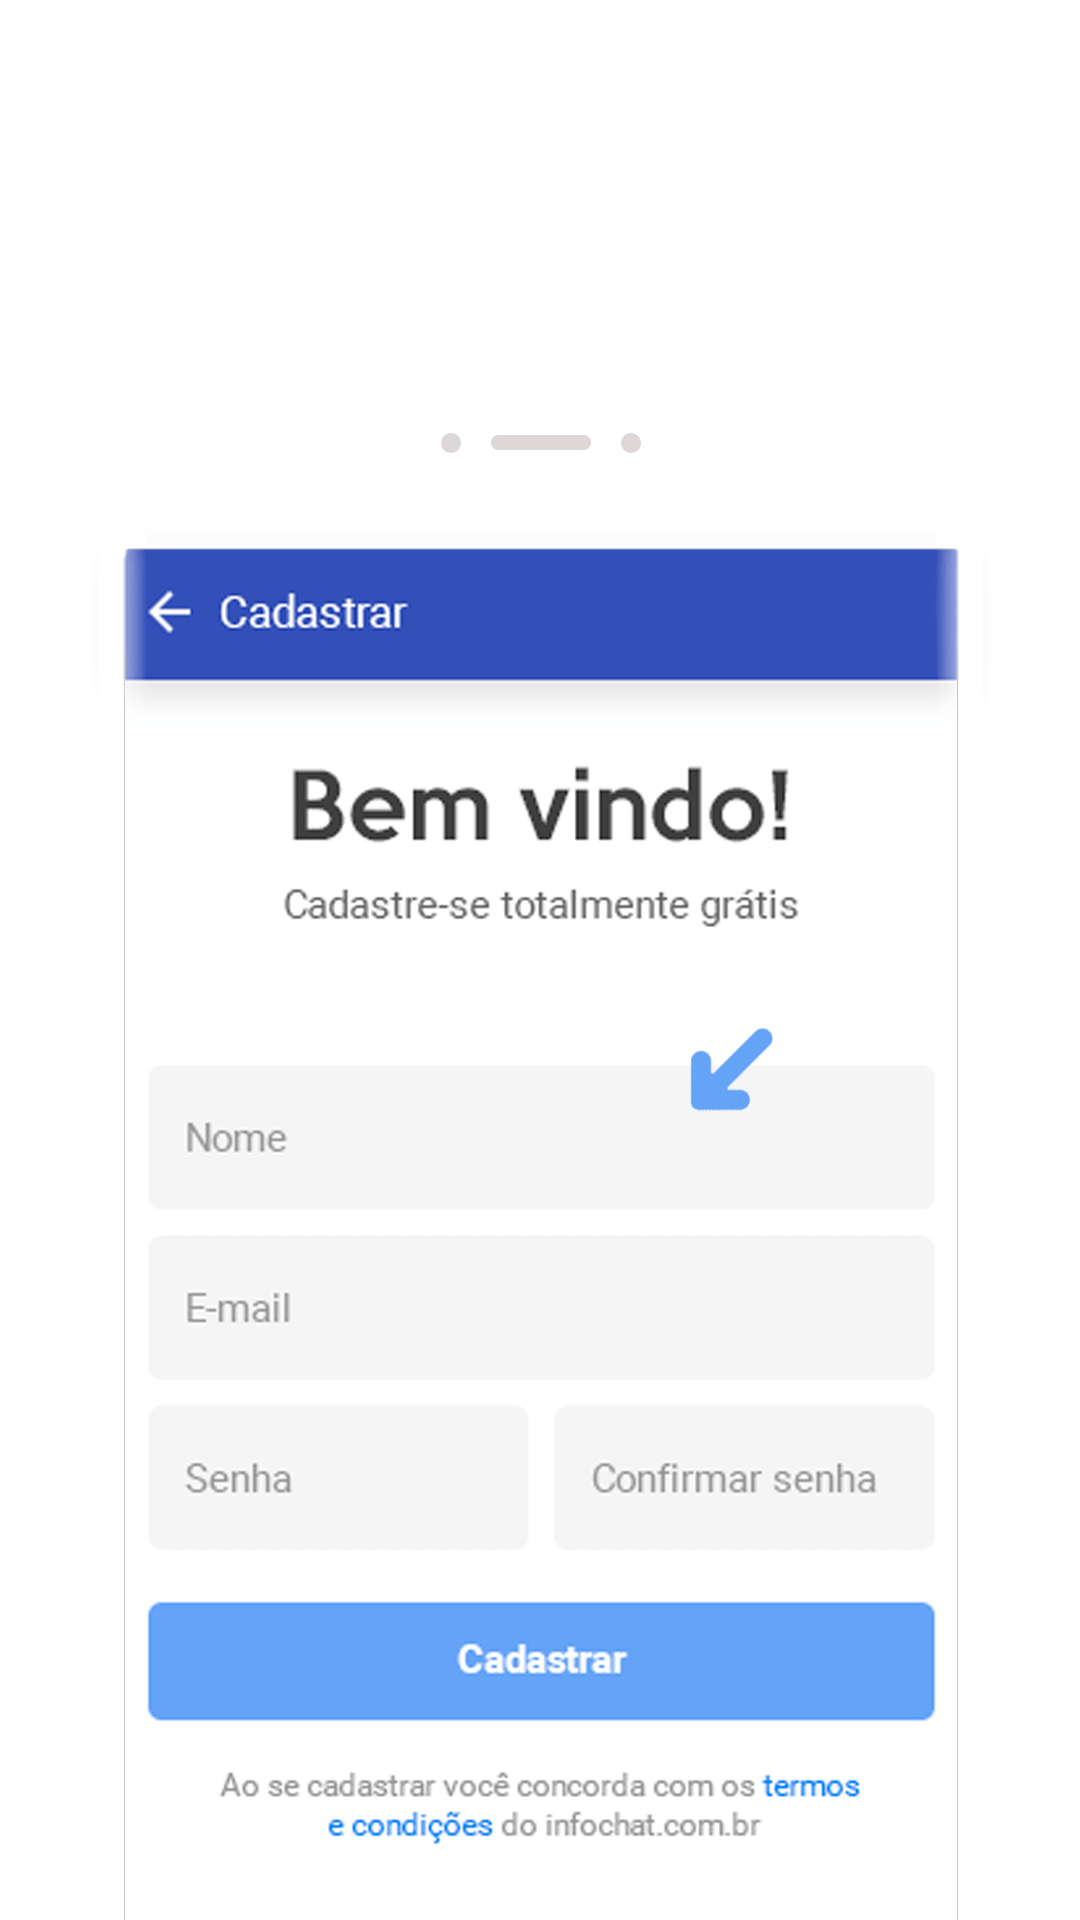 Cadastrar
Bem vindo!
Cadastre-se totalmente grátis
Nome
E-mail
Senha
Confirmar senha
Cadastrar
Ao se cadastrar você concorda com os termos
e condições do infochat.com.br